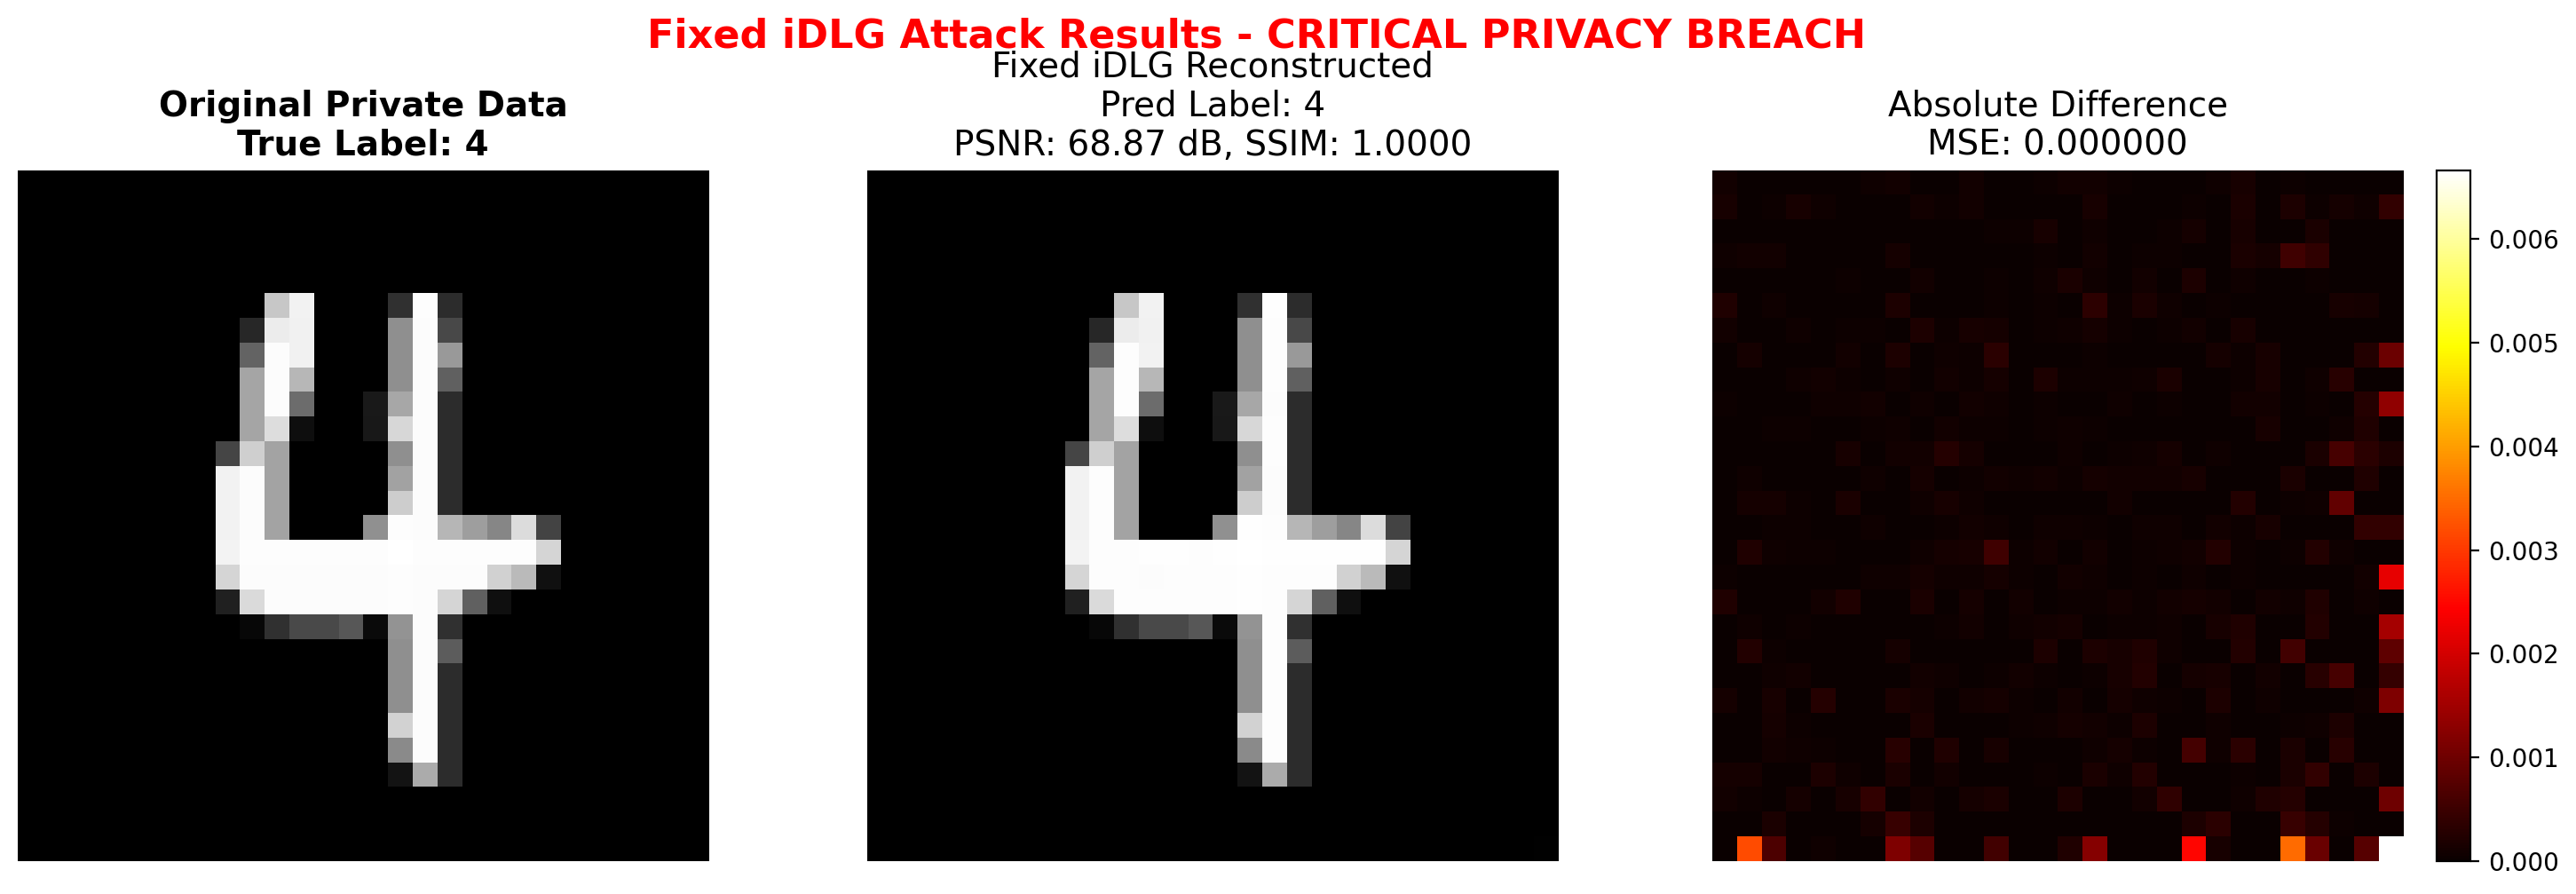 Fixed iDLG Attack Results - CRITICAL PRIVACY BREACH
Original Private Data
True Label: 4
Fixed iDLG Reconstructed
Pred Label: 4
PSNR: 68.87 dB, SSIM: 1.0000
Absolute Difference
MSE: 0.000000
0.006
0.005
0.004
0.003
0.002
0.001
0.000
4
4